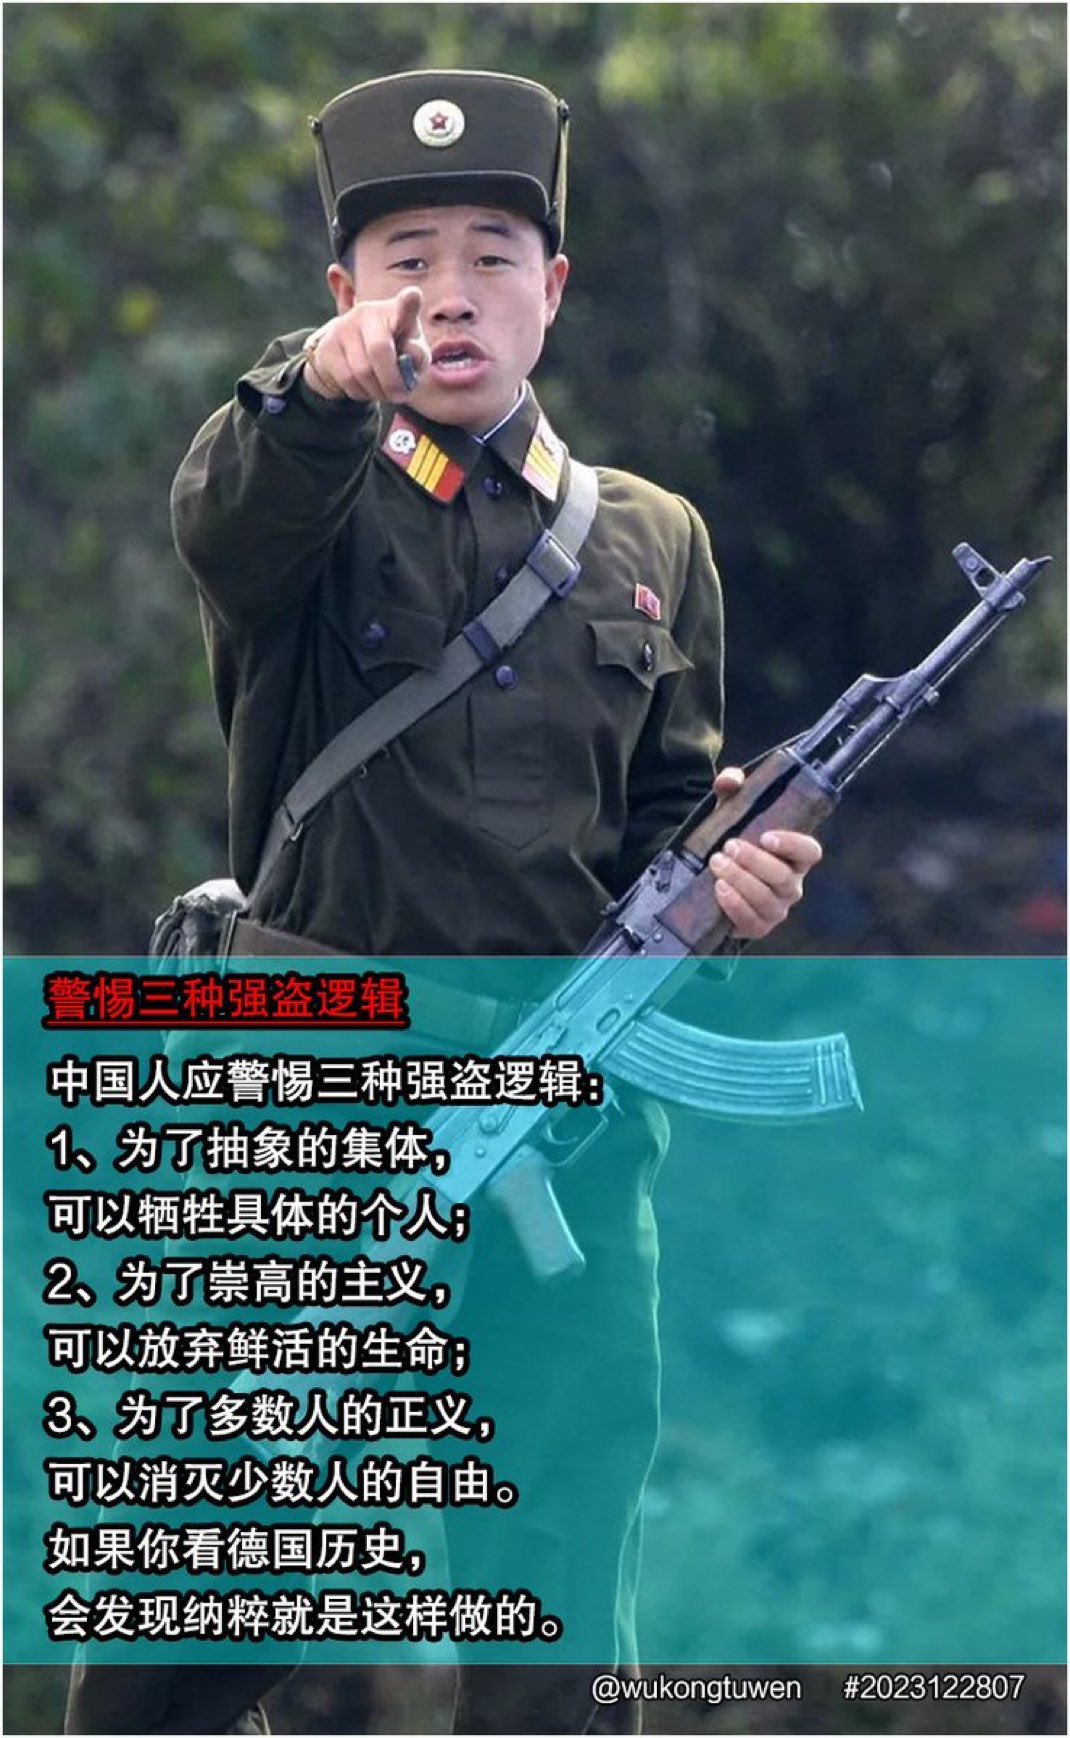 警惕三种强盗逻辑
中国人应警惕三种强盗逻辑：
1、为了抽象的集体，
可以牺牲具体的个人；
2、为了崇高的主义，
可以放弃鲜活的生命；
3、为了多数人的正义，
可以消灭少数人的自由。
如果你看德国历史，
会发现纳粹就是这样做的。
@wukongtuwen #2023122807